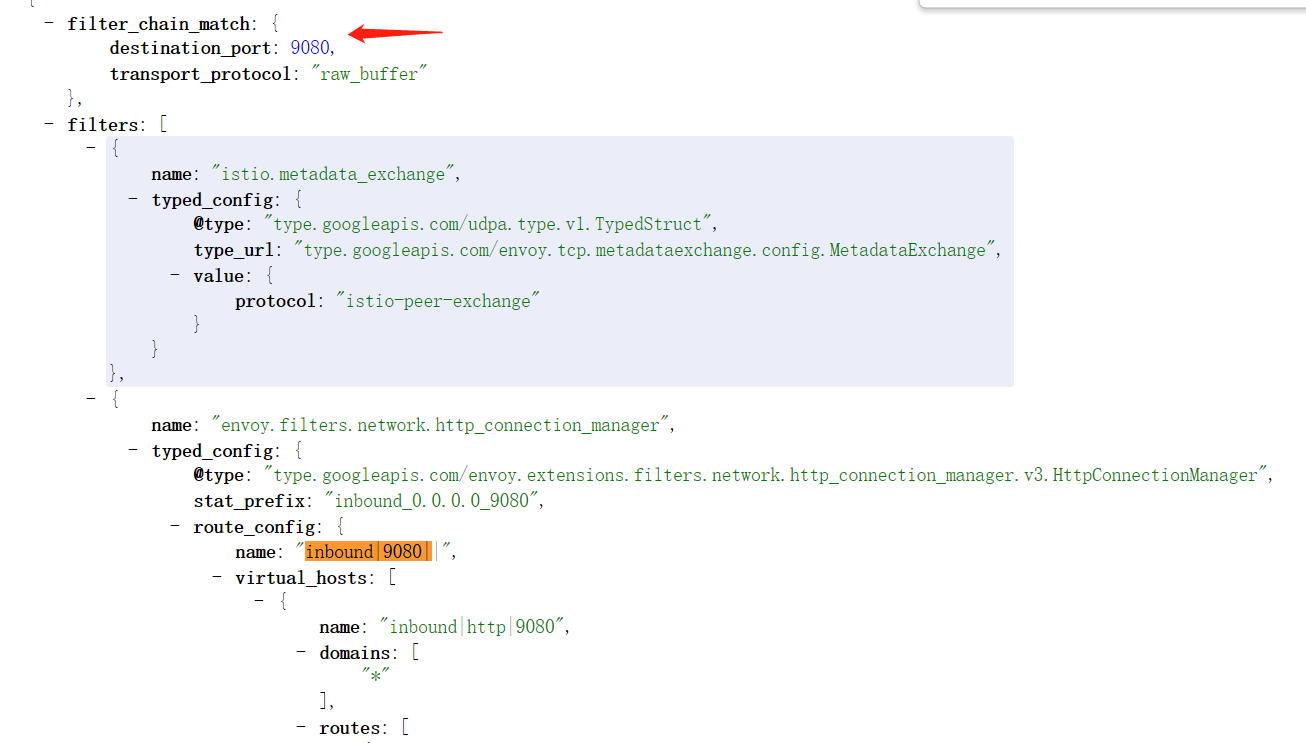 {
− filter_chain_match: {
destination_port: 9080,
transport_protocol: "raw_buffer"
},
− filters: [
− {
name: "istio.metadata_exchange",
− typed_config: {
@type: "type.googleapis.com/udpa.type.v1.TypedStruct",
type_url: "type.googleapis.com/envoy.tcp.metadataexchange.config.MetadataExchange",
− value: {
protocol: "istio-peer-exchange"
}
}
},
− {
name: "envoy.filters.network.http_connection_manager",
− typed_config: {
@type: "type.googleapis.com/envoy.extensions.filters.network.http_connection_manager.v3.HttpConnectionManager",
stat_prefix: "inbound_0.0.0.0_9080",
− route_config: {
name: "inbound|9080||",
− virtual_hosts: [
− {
name: "inbound|http|9080",
− domains: [
"*"
],
− routes: [